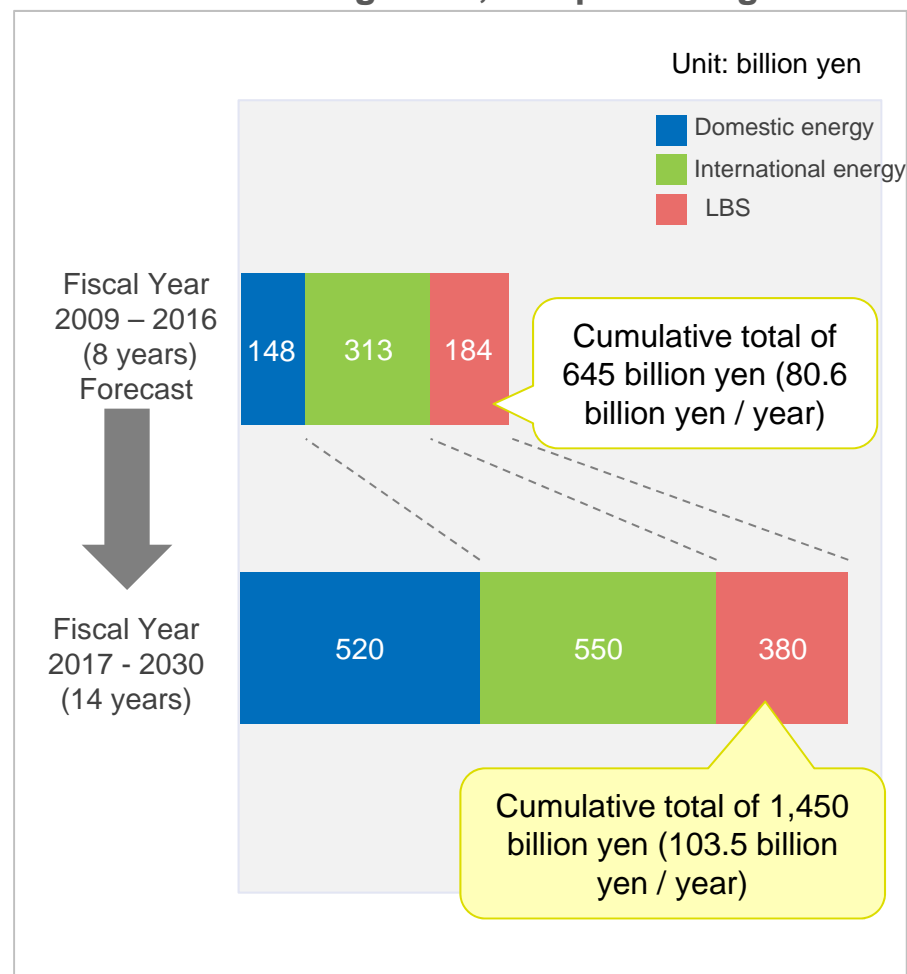 Unit: billion yen
Domestic energy
International energy
LBS
Fiscal Year
2009 – 2016
(8 years)
Forecast
148 313 184
Cumulative total of
645 billion yen (80.6
billion yen / year)
Fiscal Year
2017 - 2030
(14 years)
520 550 380
Cumulative total of 1,450
billion yen (103.5 billion
yen / year)